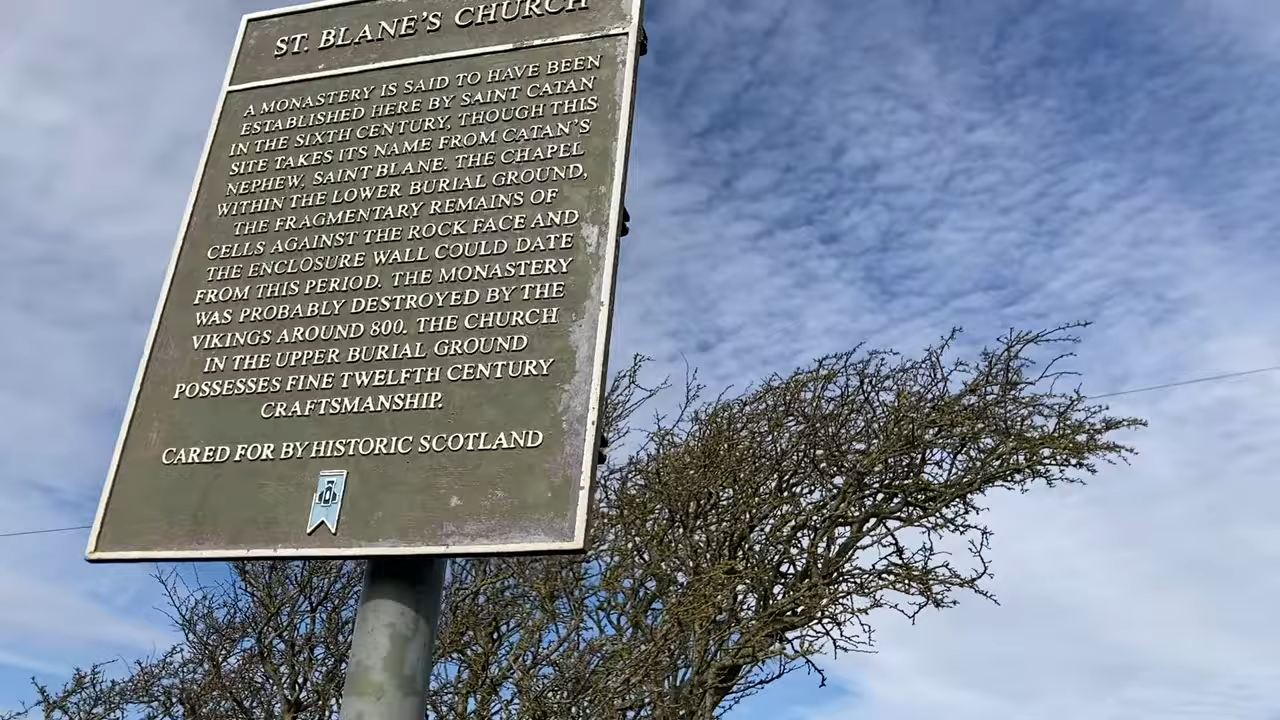 ST. BLANE'S CHURCH
A MONASTERY IS SAID TO HAVE BEEN
ESTABLISHED HERE BY SAINT CATAN
IN THE SIXTH CENTURY, THOUGH THIS
SITE TAKES ITS NAME FROM CATAN'S
NEPHEW, SAINT BLANE. THE CHAPEL
WITHIN THE LOWER BURIAL GROUND,
THE FRAGMENTARY REMAINS OF
CELLS AGAINST THE ROCK FACE AND
THE ENCLOSURE WALL COULD DATE
FROM THIS PERIOD. THE MONASTERY
WAS PROBABLY DESTROYED BY THE
VIKINGS AROUND 800. THE CHURCH
IN THE UPPER BURIAL GROUND
POSSESSES FINE TWELFTH CENTURY
CRAFTSMANSHIP.
CARED FOR BY HISTORIC SCOTLAND